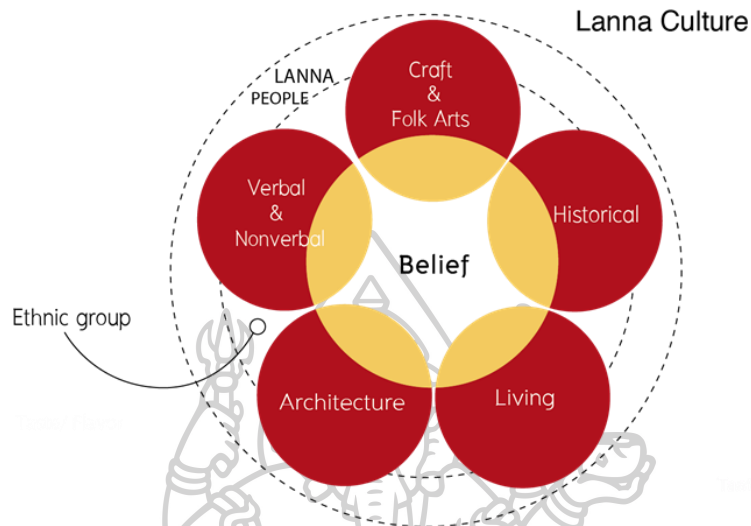 Lanna Culture
LANNA
PEOPLE
Craft
&
Folk Arts
Verbal
&
Nonverbal
Historical
Belief
Ethnic group
Architecture
Living